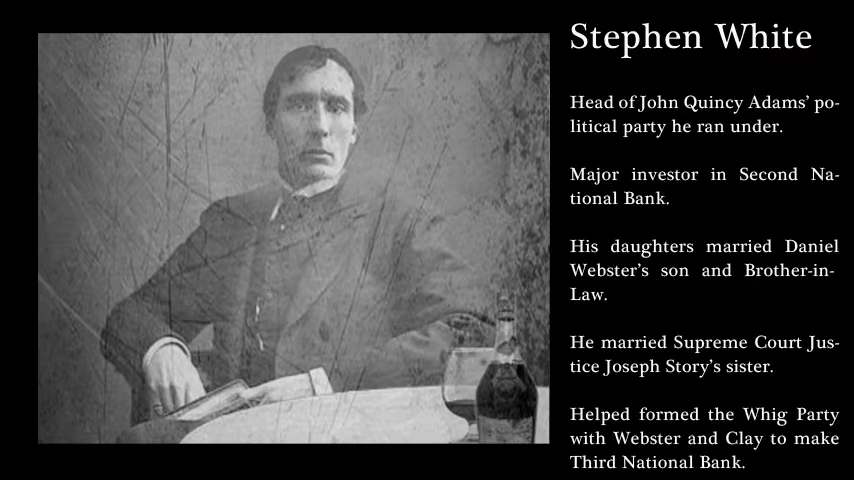 Stephen White
Head of John Quincy Adams' po-
litical party he ran under.
Major investor in Second Na-
tional Bank.
His daughters married Daniel
Webster's son and Brother-in-
Law.
He married Supreme Court Jus-
tice Joseph Story's sister.
Helped formed the Whig Party
with Webster and Clay to make
Third National Bank.